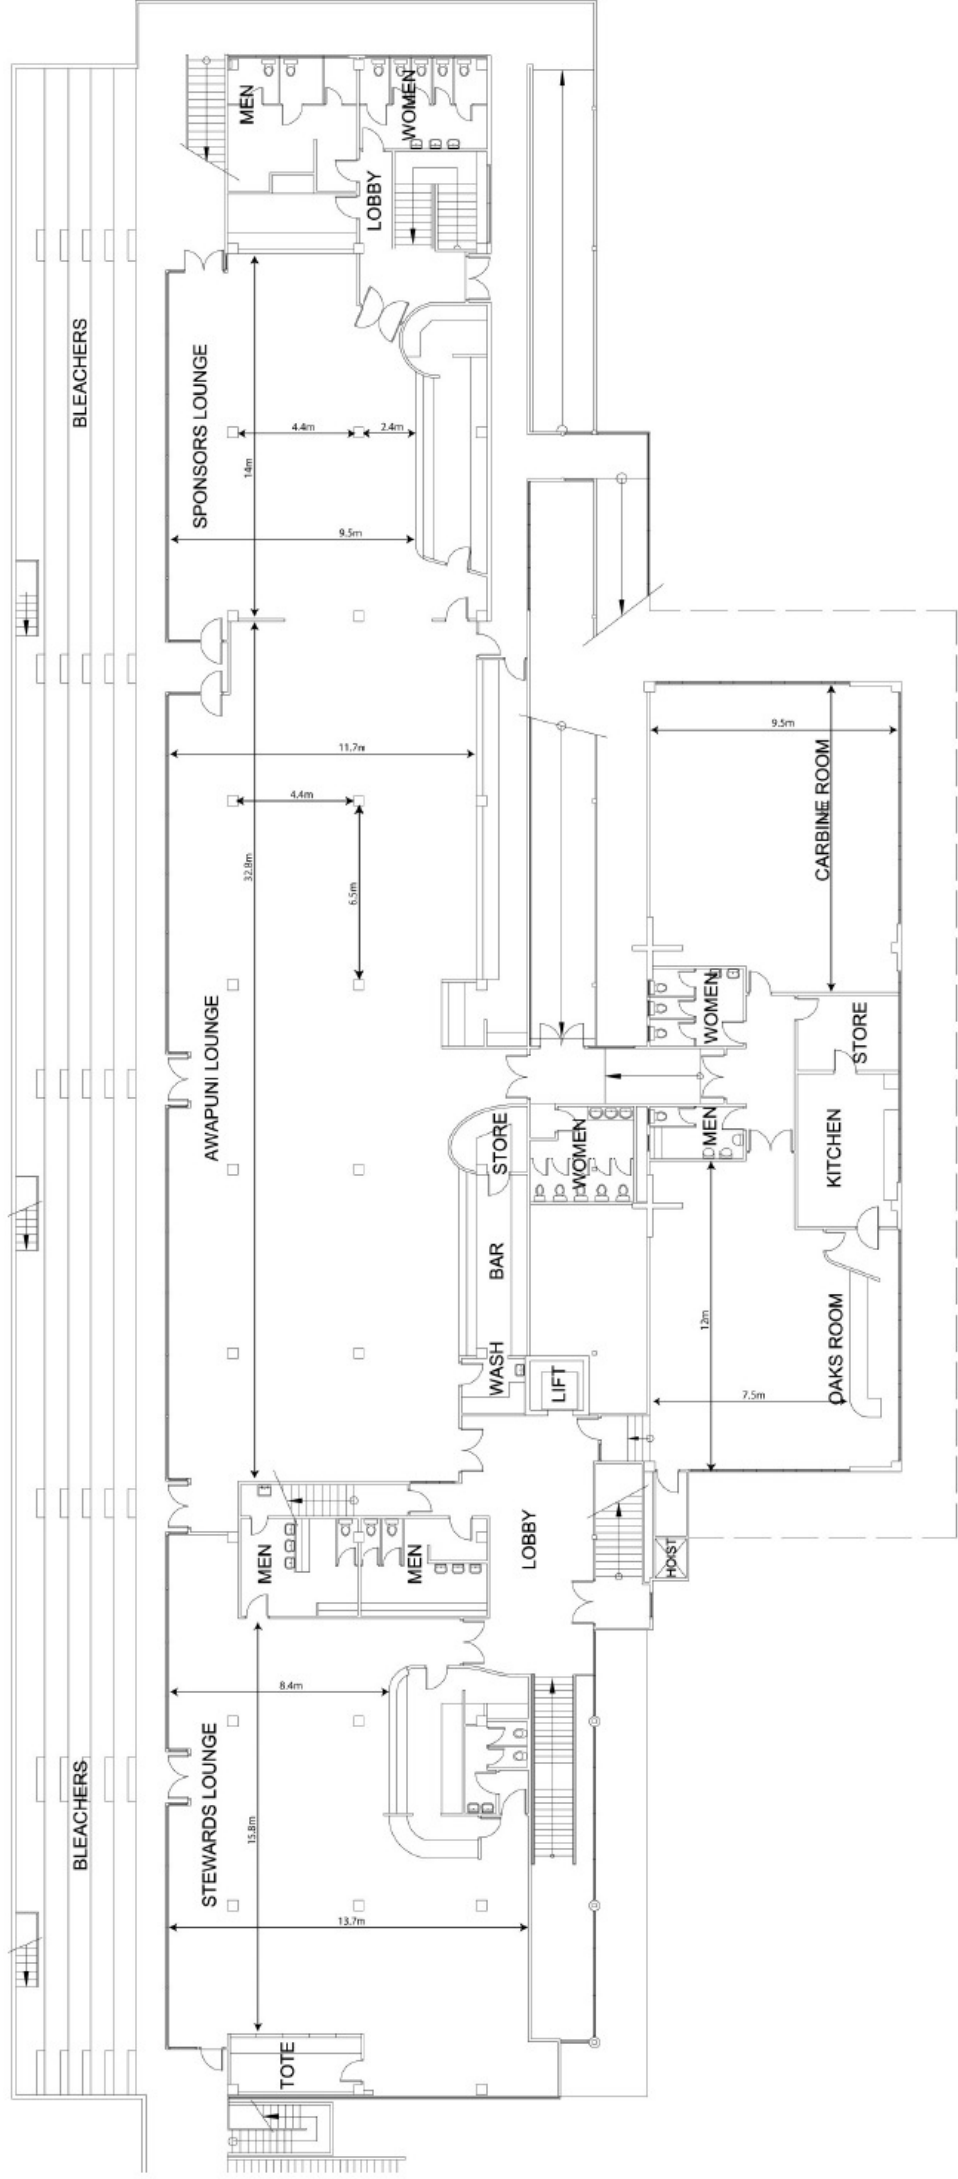 MEN
WOMEN
LOBBY
BLEACHERS
SPONSORS LOUNGE
4.4m
2.4m
14m
9.5m
11.7m
9.5m
CARBINE ROOM
4.4m
32.8m
6.5m
WOMEN
STORE
AWAPUNI LOUNGE
STORE
WOMEN
MEN
KITCHEN
BAR
12m
OAKS ROOM
WASH
LIFT
7.5m
LOBBY
MEN
MEN
HOIST
8.4m
STEWARDS LOUNGE
BLEACHERS
15.8m
13.7m
TOTE